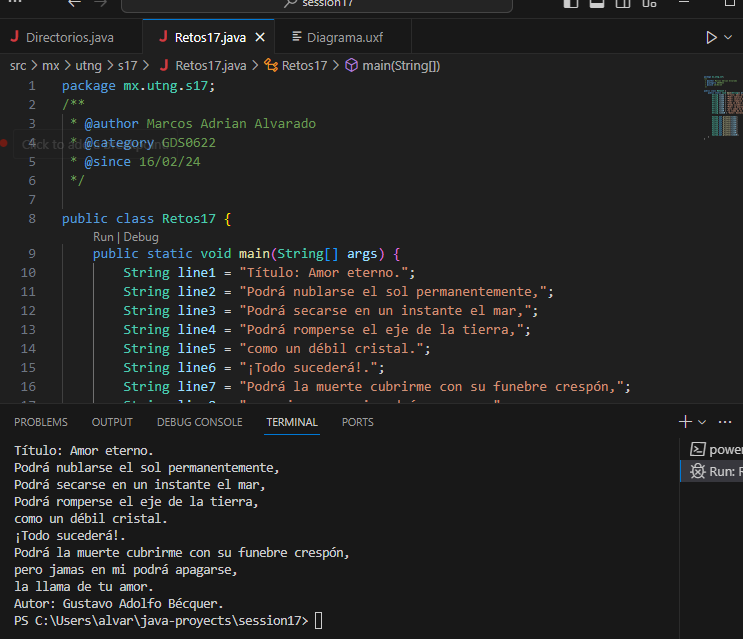 session17
Directorios.java
Retos17.java
Diagrama.uxf
src > mx > utng > s17 > Retos17.java > Retos17 > main(String[])
1 package mx.utng.s17;
2 /**
3 * @author Marcos Adrian Alvarado
4 * @category GDS0622
5 * @since 16/02/24
6 */
7
8 public class Retos17 {
Run | Debug
9 public static void main(String[] args) {
10 String line1 = "Título: Amor eterno.";
11 String line2 = "Podrá nublarse el sol permanentemente,";
12 String line3 = "Podrá secarse en un instante el mar,";
13 String line4 = "Podrá romperse el eje de la tierra,";
14 String line5 = "como un débil cristal.";
15 String line6 = "¡Todo sucederá!.";
16 String line7 = "Podrá la muerte cubrirme con su funebre crespón,";
PROBLEMS OUTPUT DEBUG CONSOLE TERMINAL PORTS
Título: Amor eterno.
Podrá nublarse el sol permanentemente,
Podrá secarse en un instante el mar,
Podrá romperse el eje de la tierra,
como un débil cristal.
¡Todo sucederá!.
Podrá la muerte cubrirme con su funebre crespón,
pero jamas en mi podrá apagarse,
la llama de tu amor.
Autor: Gustavo Adolfo Bécquer.
PS C:\Users\alvar\java-proyects\session17>
power
Run: R